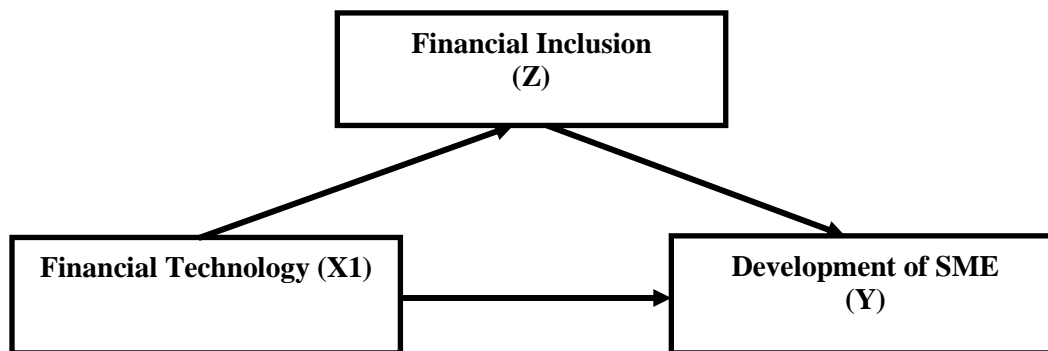 Financial Inclusion
(Z)
Financial Technology (X1)
Development of SME
(Y)